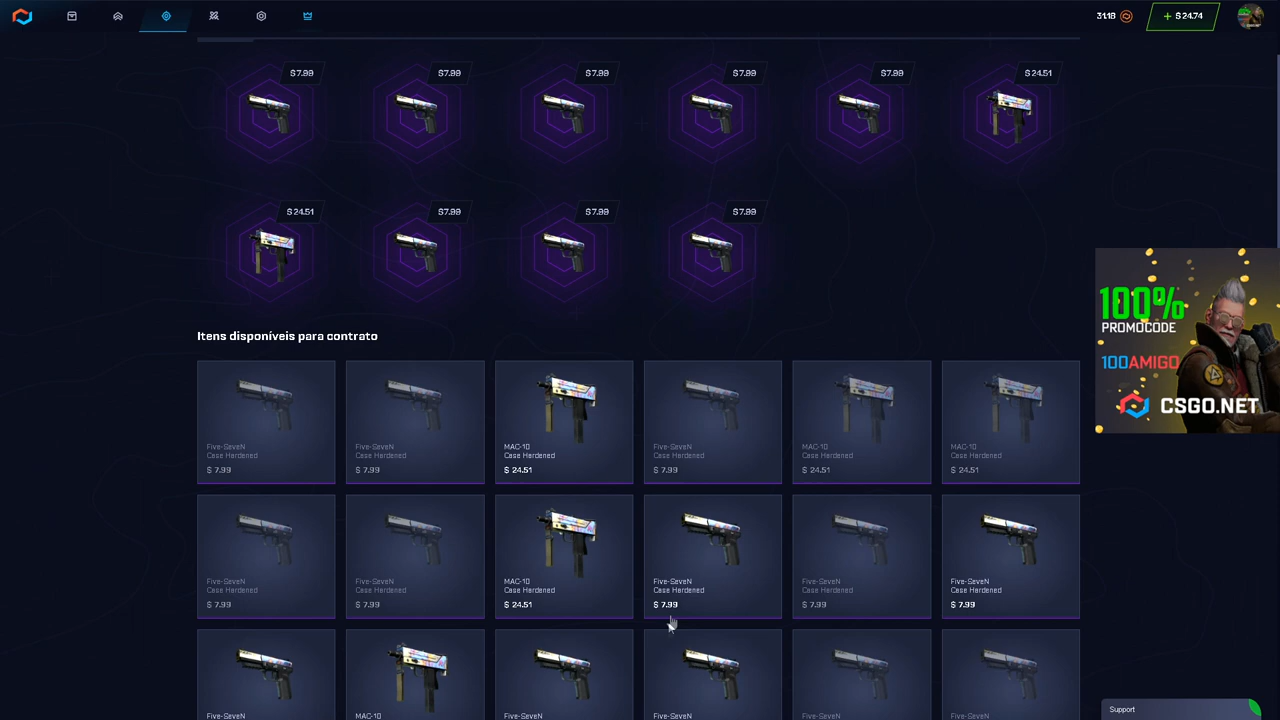 31.18
+ $ 24.74
$ 7.99
$ 7.99
$ 7.99
$ 7.99
$ 7.99
$ 24.51
$ 24.51
$ 7.99
$ 7.99
$ 7.99
Itens disponíveis para contrato
Five-SeveN
Case Hardened
$ 7.99
Five-SeveN
Case Hardened
$ 7.99
MAC-10
Case Hardened
$ 24.51
Five-SeveN
Case Hardened
$ 7.99
MAC-10
Case Hardened
$ 24.51
MAC-10
Case Hardened
$ 24.51
Five-SeveN
Case Hardened
$ 7.99
Five-SeveN
Case Hardened
$ 7.99
MAC-10
Case Hardened
$ 24.51
Five-SeveN
Case Hardened
$ 7.99
Five-SeveN
Case Hardened
$ 7.99
Five-SeveN
Case Hardened
$ 7.99
Five-SeveN
MAC-10
Five-SeveN
Five-SeveN
Five-SeveN
Five-SeveN
100%
PROMOCODE
100AMIGO
CSGO.NET
Support